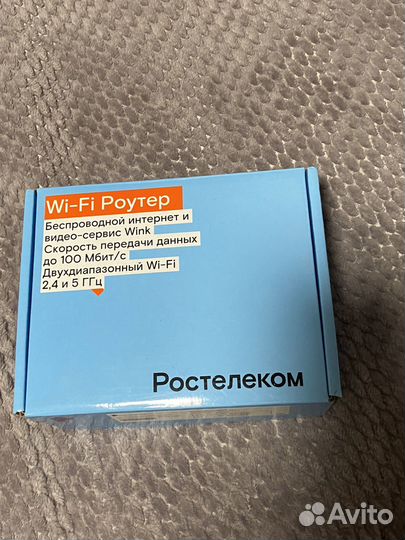 Wi-Fi Роутер
Беспроводной интернет и
видео-сервис Wink
Скорость передачи данных
до 100 Мбит/с
Двухдиапазонный Wi-Fi
2,4 и 5 ГГц
Ростелеком
Avito